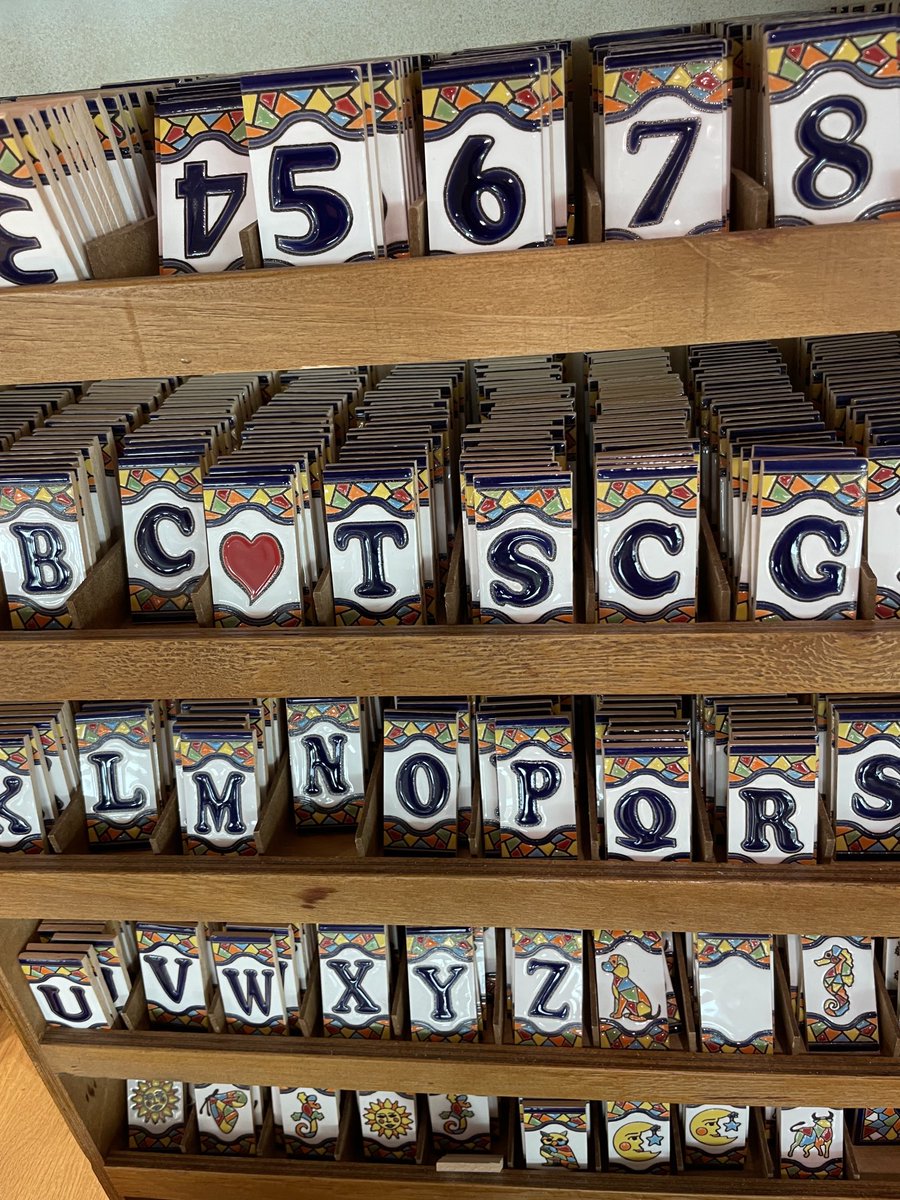 3 4 5 6 7 8
B C T S C G
K L M N O P Q R S
U V W X Y Z